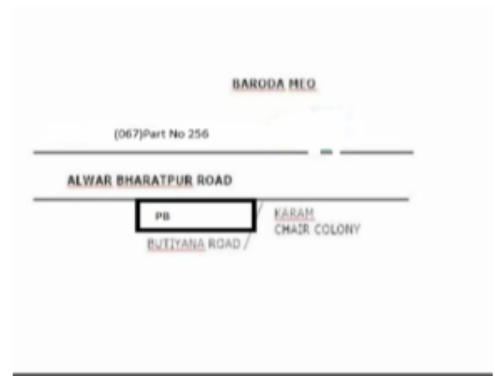 BARODA MEO
(067)Part No 256
ALWAR BHARATPUR ROAD
PB
KARAM
CHAIR COLONY
BUTIYANA ROAD